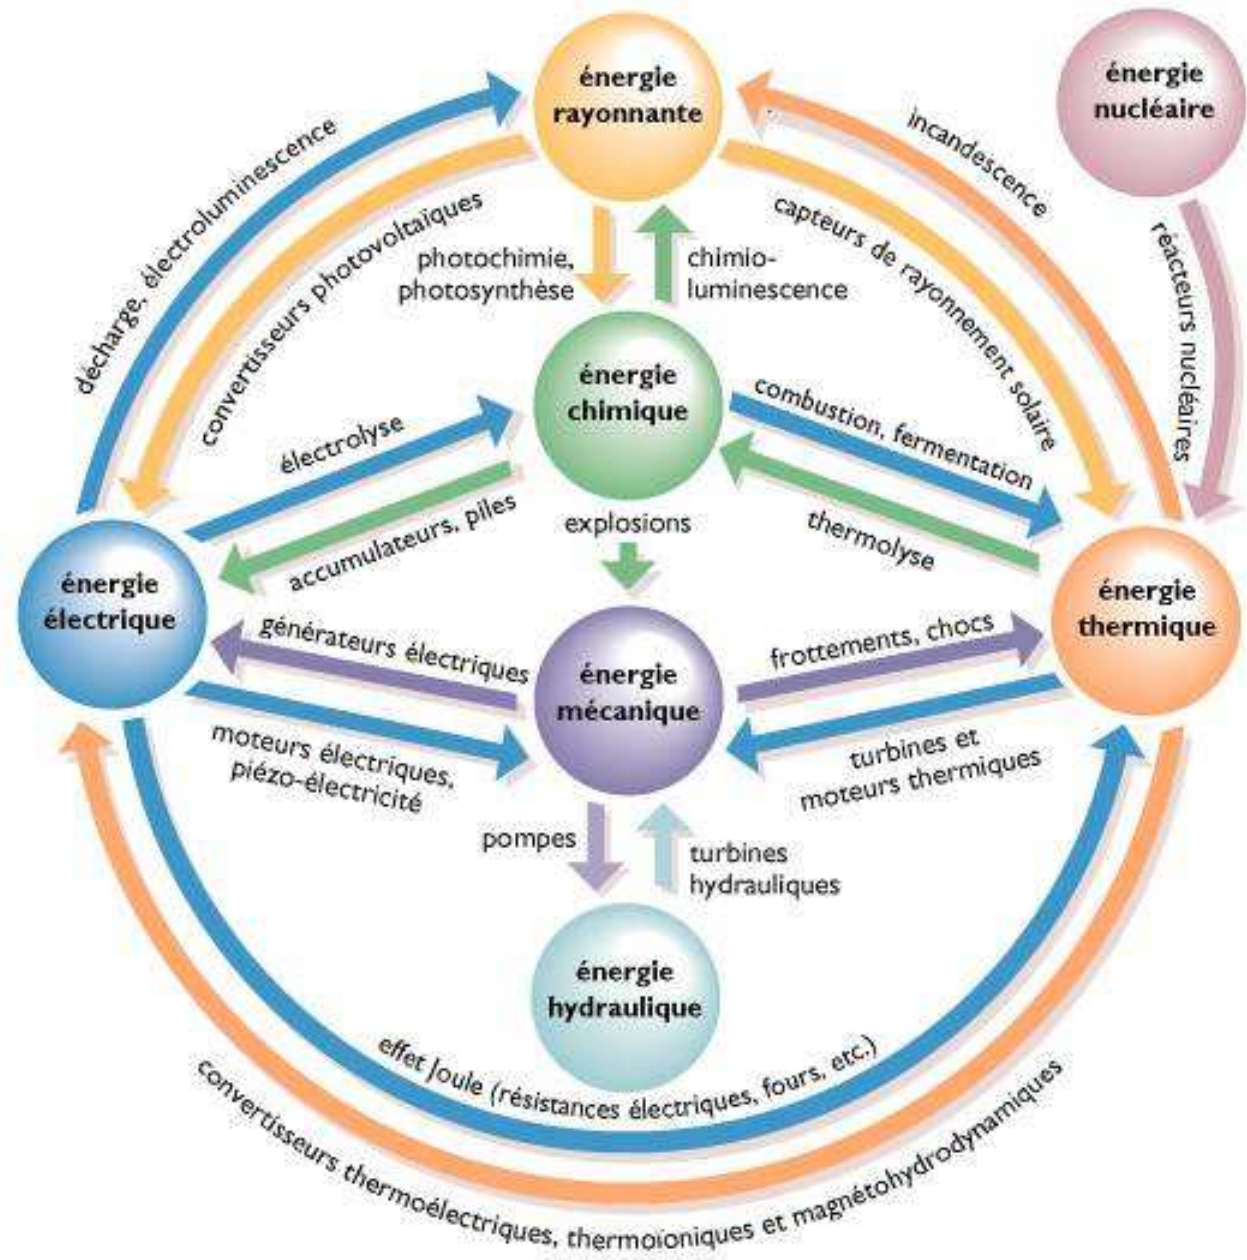 énergie
rayonnante
énergie
nucléaire
décharge, électroluminescence
convertisseurs photovoltaïques
photochimie,
photosynthèse
chimio-
luminescence
capteurs de rayonnement solaire
incandescence
réacteurs nucléaires
énergie
chimique
électrolyse
accumulateurs, piles
combustion, fermentation
thermolyse
explosions
énergie
électrique
énergie
thermique
énergie
mécanique
générateurs électriques
moteurs électriques,
piézo-électricité
frottements, chocs
turbines et
moteurs thermiques
pompes
turbines
hydrauliques
énergie
hydraulique
effet Joule (résistances électriques, fours, etc.)
convertisseurs thermoélectriques, thermoïoniques et magnétohydrodynamiques